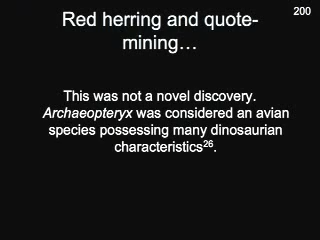 200
Red herring and quote-
mining…
This was not a novel discovery.
Archaeopteryx was considered an avian
species possessing many dinosaurian
characteristics26.